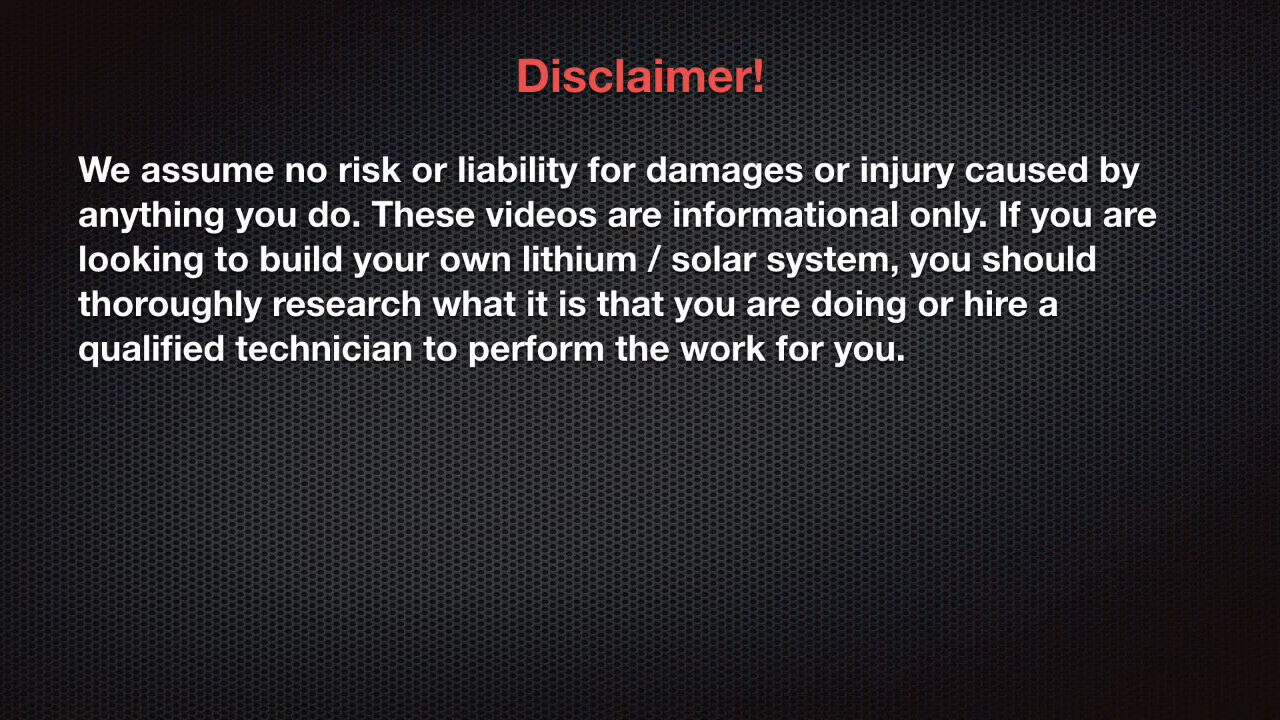 Disclaimer!
We assume no risk or liability for damages or injury caused by
anything you do. These videos are informational only. If you are
looking to build your own lithium / solar system, you should
thoroughly research what it is that you are doing or hire a
qualified technician to perform the work for you.